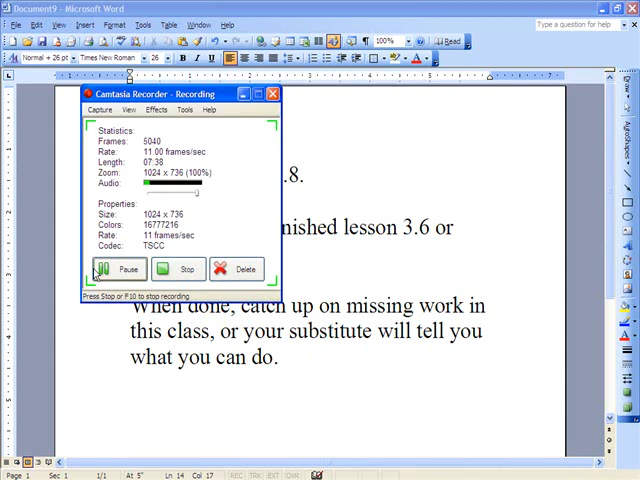 Document9 - Microsoft Word
File Edit View Insert Format Tools Table Window Help
Type a question for help
100% Read
Normal + 26 pt Times New Roman 26
Camtasia Recorder - Recording
Capture View Effects Tools Help
Statistics:
Frames: 5040
Rate: 11.00 frames/sec
Length: 07:38
Zoom: 1024 x 736 (100%)
Audio:
Properties:
Size: 1024 x 736
Colors: 16777216
Rate: 11 frames/sec
Codec: TSCC
Pause Stop Delete
Press Stop or F10 to stop recording
.8.
nished lesson 3.6 or
When done, catch up on missing work in
this class, or your substitute will tell you
what you can do.
Draw
AutoShapes
Page 1 Sec 1 1/1 At 5" Ln 14 Col 17 REC TRK EXT OVR